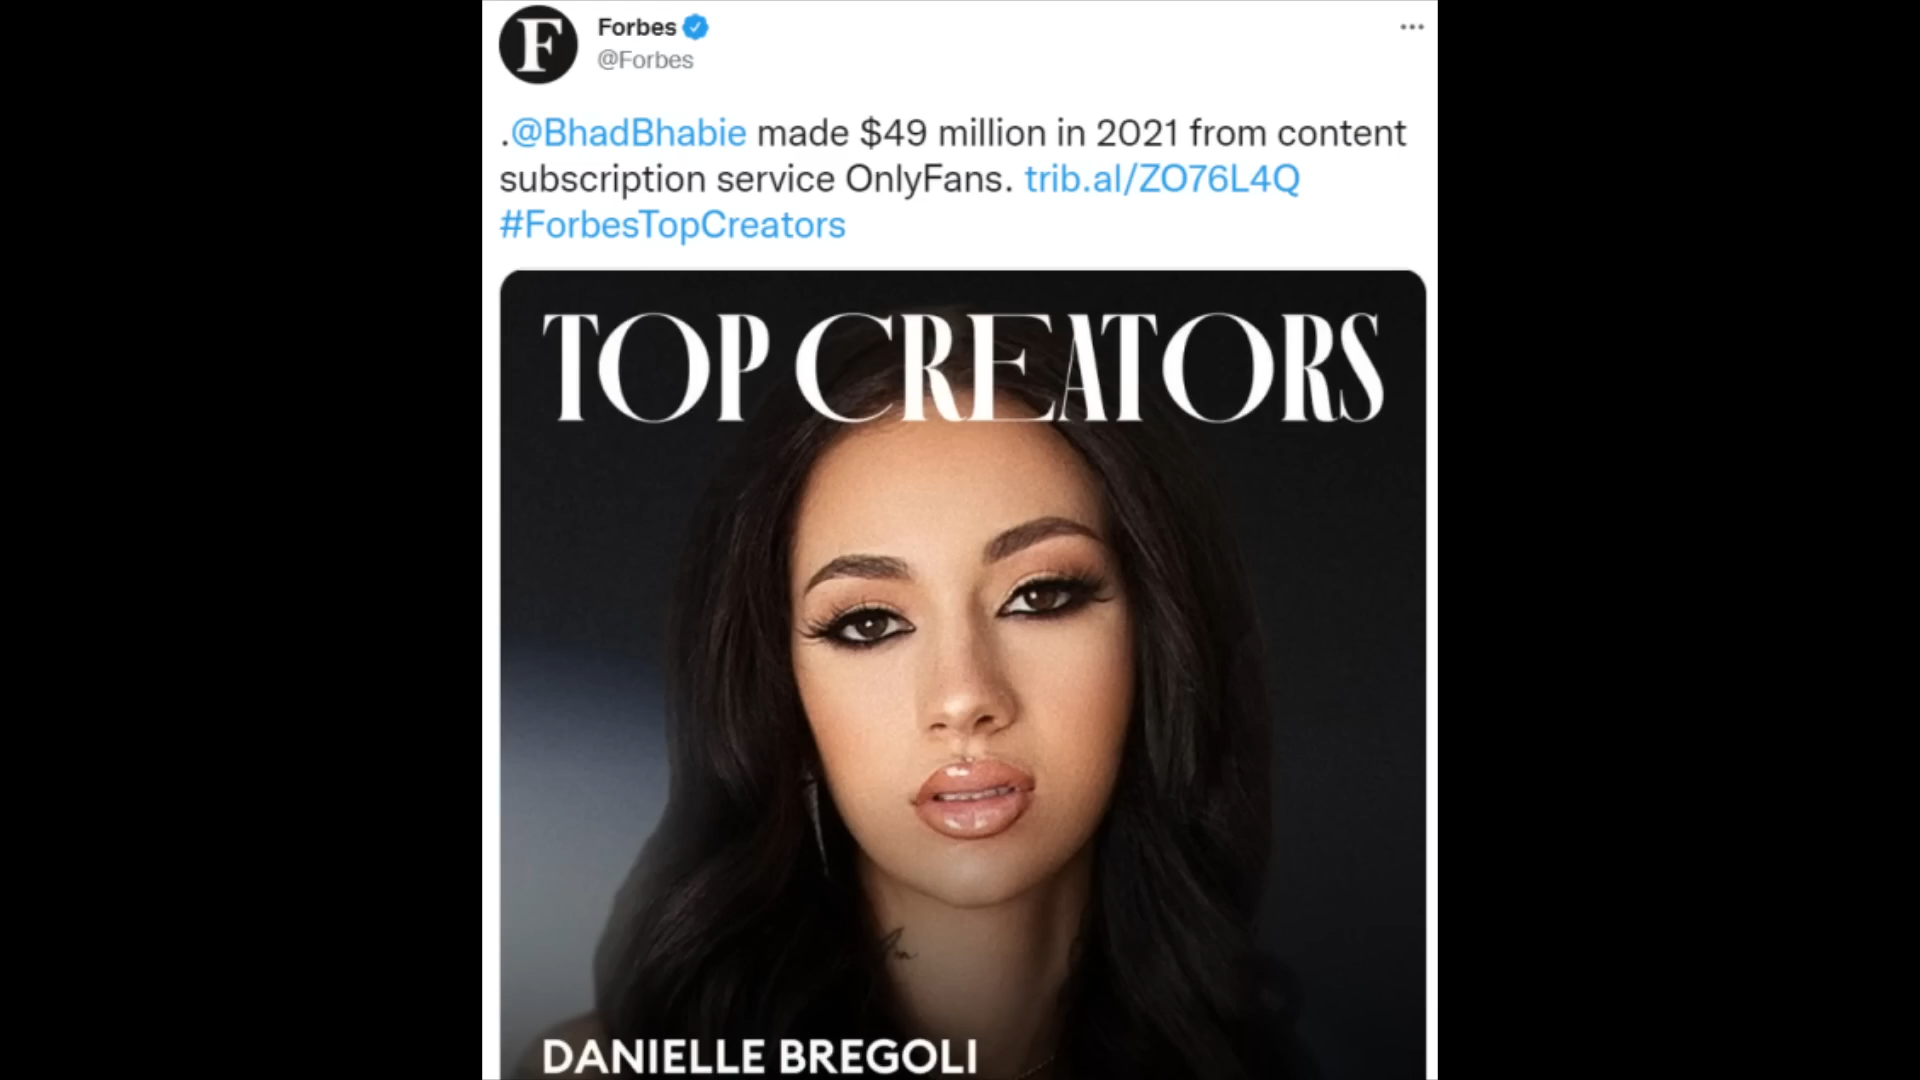 F
Forbes
@Forbes
.@BhadBhabie made $49 million in 2021 from content
subscription service OnlyFans. trib.al/ZO76L4Q
#ForbesTopCreators
TOP CREATORS
DANIELLE BREGOLI